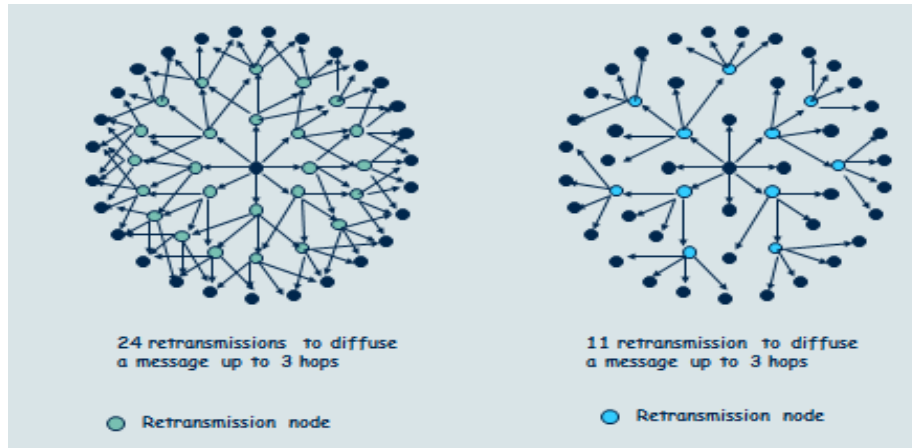 24 retransmissions to diffuse
a message up to 3 hops
Retransmission node
11 retransmission to diffuse
a message up to 3 hops
Retransmission node